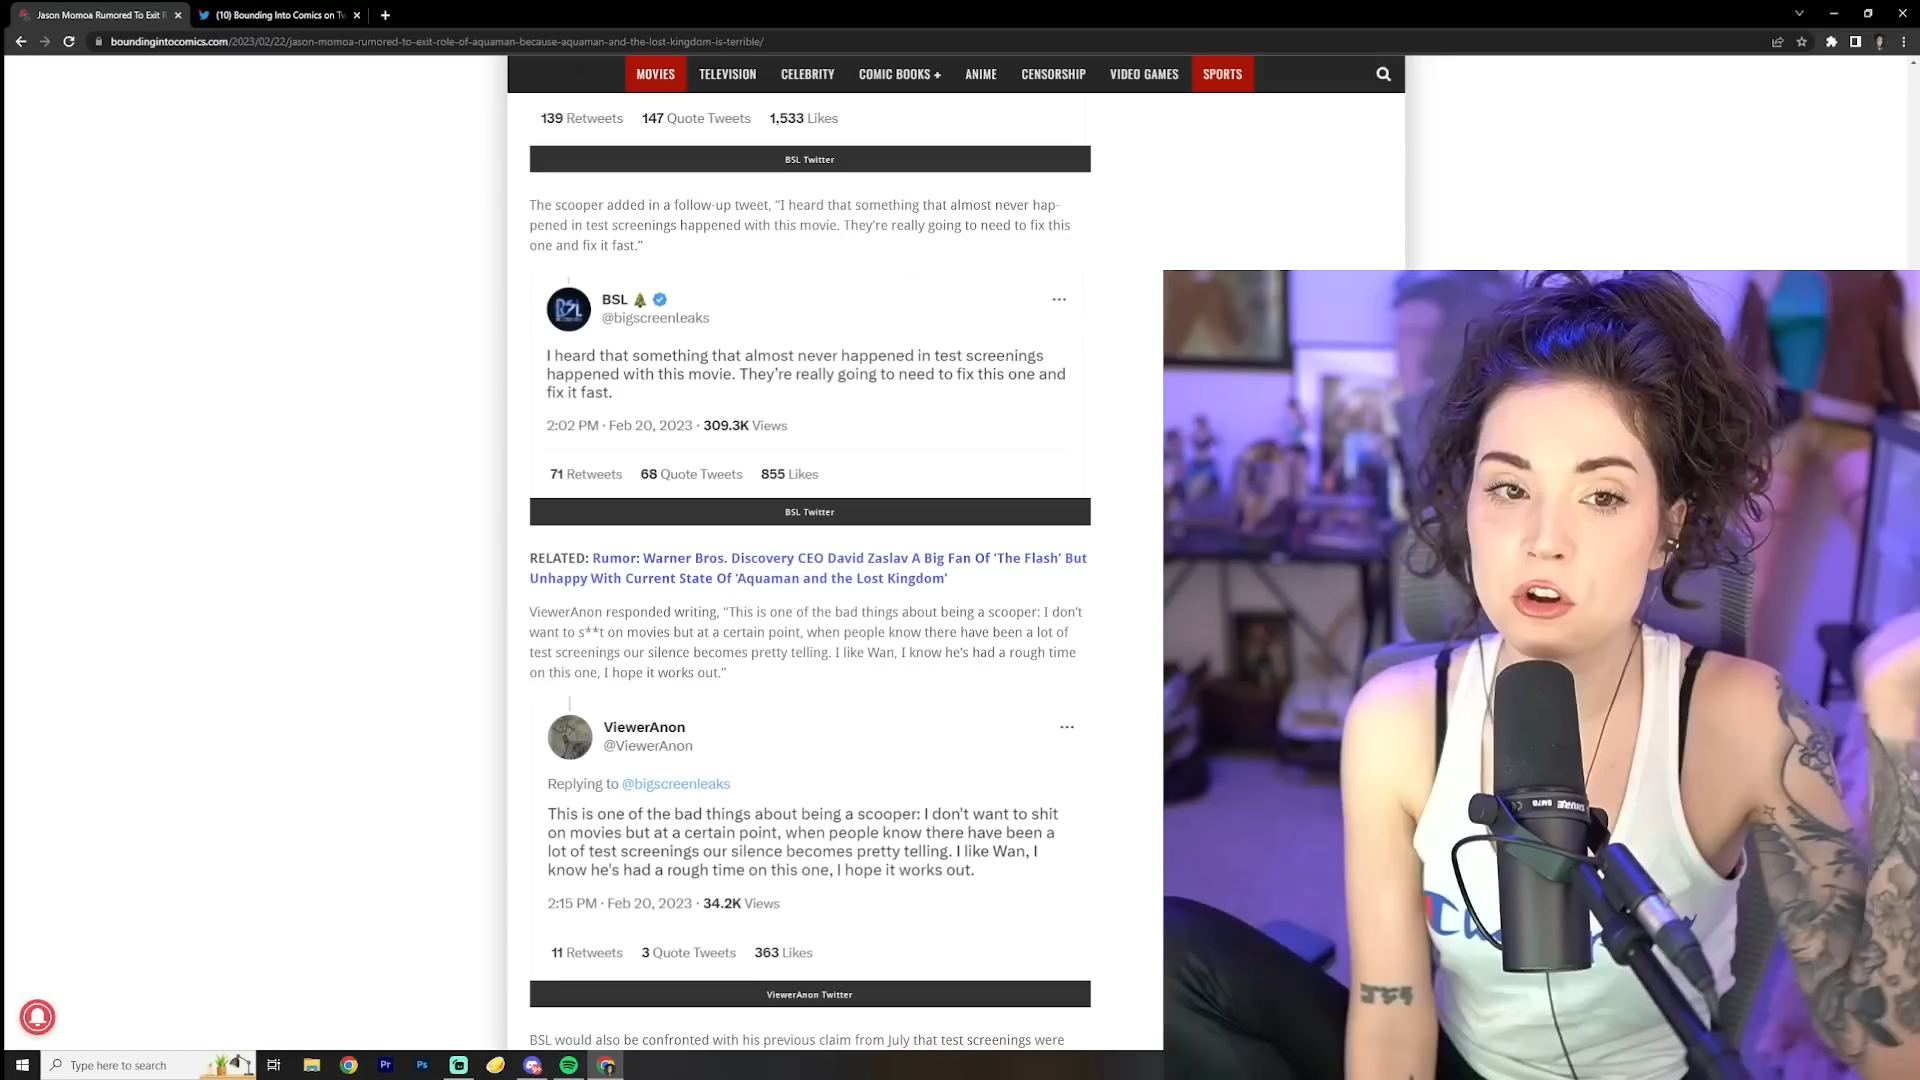 Jason Momoa Rumored To Exit R
(10) Bounding Into Comics on Tw
boundingintocomics.com/2023/02/22/jason-momoa-rumored-to-exit-role-of-aquaman-because-aquaman-and-the-lost-kingdom-is-terrible/
MOVIES TELEVISION CELEBRITY COMIC BOOKS + ANIME CENSORSHIP VIDEO GAMES SPORTS
139 Retweets 147 Quote Tweets 1,533 Likes
BSL Twitter
The scooper added in a follow-up tweet, “I heard that something that almost never hap-
pened in test screenings happened with this movie. They’re really going to need to fix this
one and fix it fast.”
BSL
@bigscreenleaks
I heard that something that almost never happened in test screenings
happened with this movie. They’re really going to need to fix this one and
fix it fast.
2:02 PM · Feb 20, 2023 · 309.3K Views
71 Retweets 68 Quote Tweets 855 Likes
BSL Twitter
RELATED: Rumor: Warner Bros. Discovery CEO David Zaslav A Big Fan Of ‘The Flash’ But
Unhappy With Current State Of ‘Aquaman and the Lost Kingdom’
ViewerAnon responded writing, “This is one of the bad things about being a scooper: I don’t
want to s**t on movies but at a certain point, when people know there have been a lot of
test screenings our silence becomes pretty telling. I like Wan, I know he’s had a rough time
on this one, I hope it works out.”
ViewerAnon
@ViewerAnon
Replying to @bigscreenleaks
This is one of the bad things about being a scooper: I don't want to shit
on movies but at a certain point, when people know there have been a
lot of test screenings our silence becomes pretty telling. I like Wan, I
know he's had a rough time on this one, I hope it works out.
2:15 PM · Feb 20, 2023 · 34.2K Views
11 Retweets 3 Quote Tweets 363 Likes
ViewerAnon Twitter
BSL would also be confronted with his previous claim from July that test screenings were
Type here to search
Pr
Ps
SHURE
SM7B